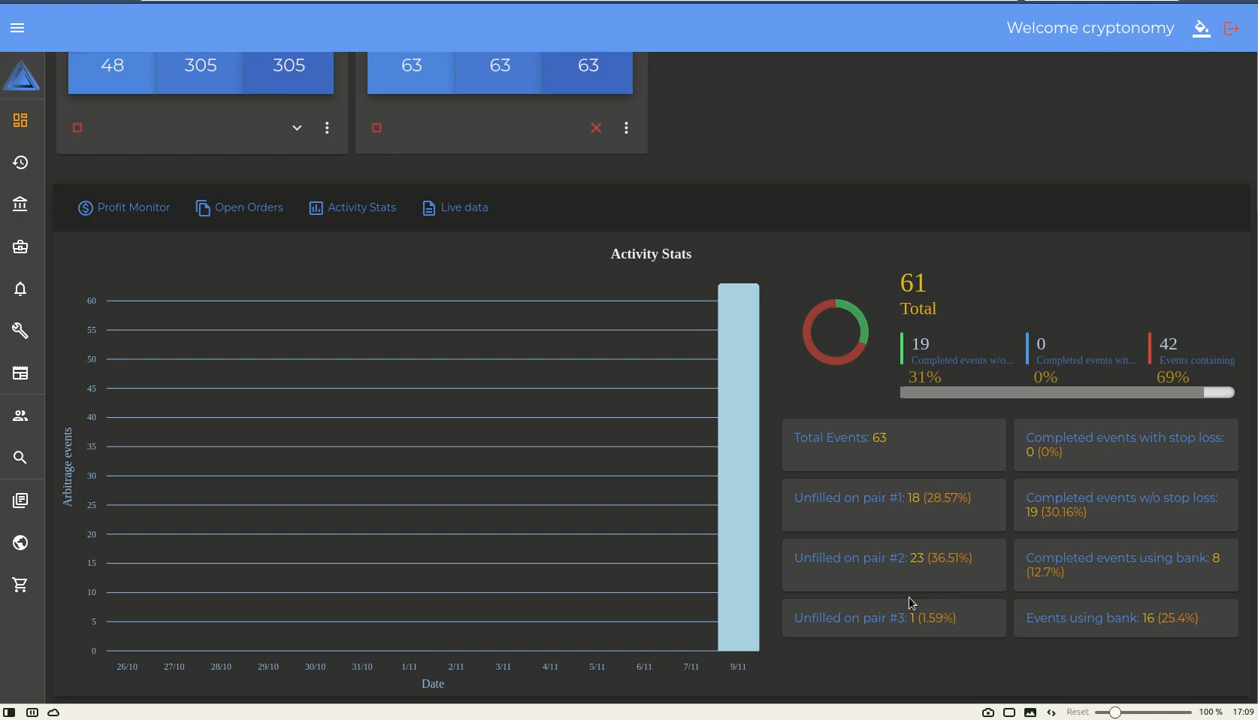 Welcome cryptonomy
48 305 305
63 63 63
Profit Monitor
Open Orders
Activity Stats
Live data
Activity Stats
Arbitrage events
60
55
50
45
40
35
30
25
20
15
10
5
0
26/10 27/10 28/10 29/10 30/10 31/10 1/11 2/11 3/11 4/11 5/11 6/11 7/11 9/11
Date
61
Total
19
Completed events w/o...
31%
0
Completed events wit...
0%
42
Events containing
69%
Total Events: 63
Completed events with stop loss:
0 (0%)
Unfilled on pair #1: 18 (28.57%)
Completed events w/o stop loss:
19 (30.16%)
Unfilled on pair #2: 23 (36.51%)
Completed events using bank: 8
(12.7%)
Unfilled on pair #3: 1 (1.59%)
Events using bank: 16 (25.4%)
Reset
100 %
17:09